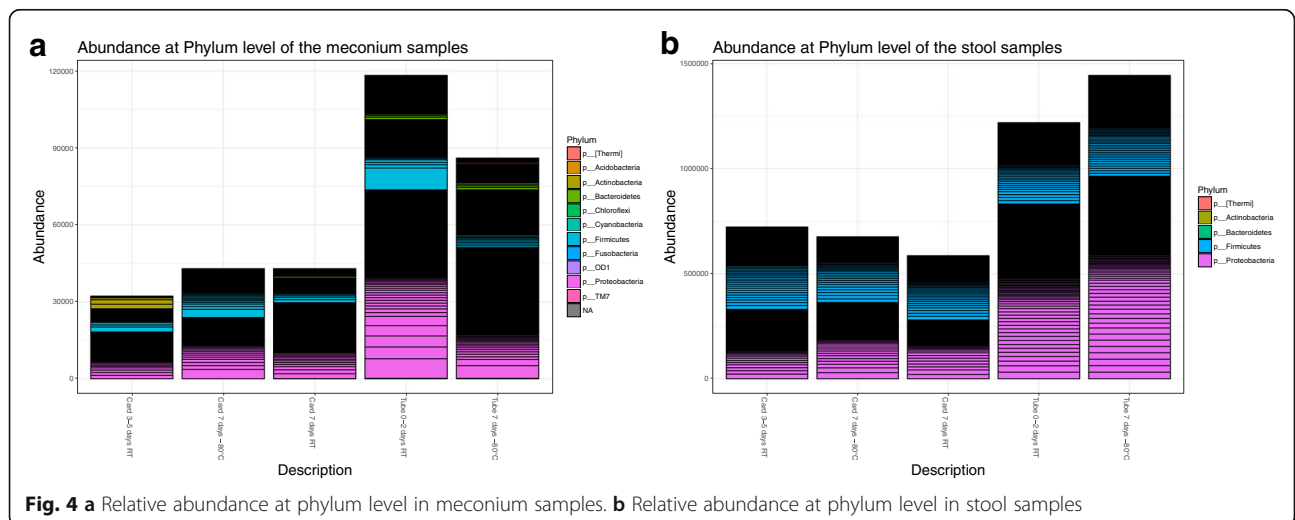 a
Abundance at Phylum level of the meconium samples
120000
90000
60000
30000
0
Abundance
Card 3–5 days RT
Card 7 days –80°C
Card 7 days RT
Tube 0–2 days RT
Tube 7 days –80°C
Description
Phylum
p__[Thermi]
p__Acidobacteria
p__Actinobacteria
p__Bacteroidetes
p__Chloroflexi
p__Cyanobacteria
p__Firmicutes
p__Fusobacteria
p__OD1
p__Proteobacteria
p__TM7
NA
b
Abundance at Phylum level of the stool samples
1500000
1000000
500000
0
Abundance
Card 3–5 days RT
Card 7 days –80°C
Card 7 days RT
Tube 0–2 days RT
Tube 7 days –80°C
Description
Phylum
p__[Thermi]
p__Actinobacteria
p__Bacteroidetes
p__Firmicutes
p__Proteobacteria
Fig. 4 a Relative abundance at phylum level in meconium samples. b Relative abundance at phylum level in stool samples